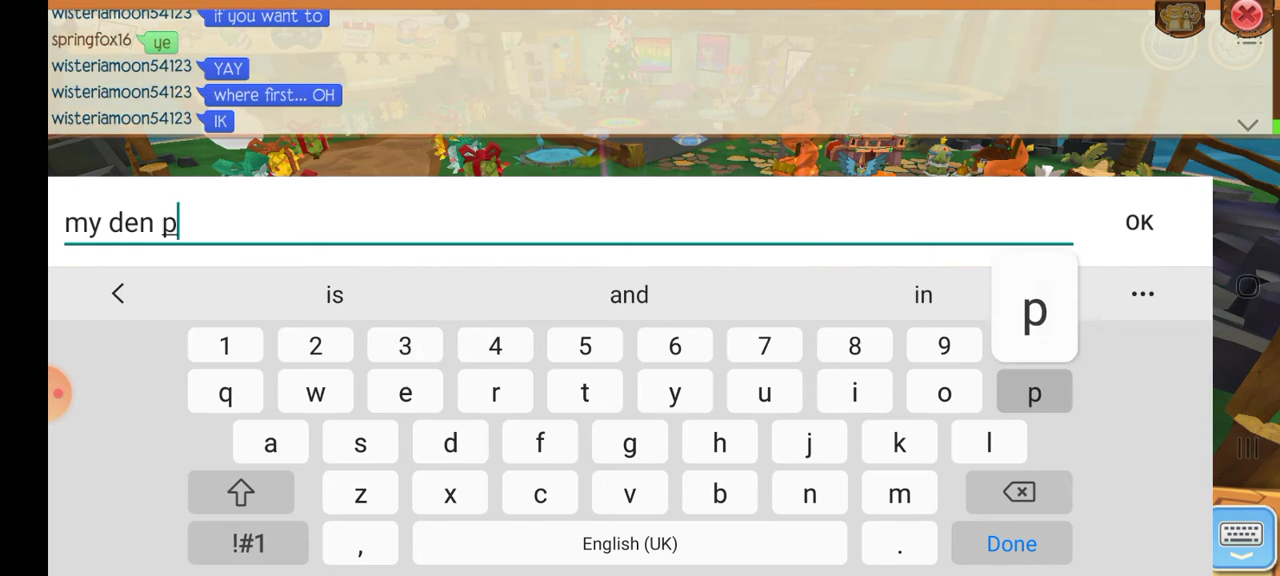 wisteriamoon54123 if you want to
springfox16 ye
wisteriamoon54123 YAY
wisteriamoon54123 where first... OH
wisteriamoon54123 IK
my den p
OK
is and in
p
1 2 3 4 5 6 7 8 9
q w e r t y u i o p
a s d f g h j k l
z x c v b n m
!#1 , English (UK) . Done